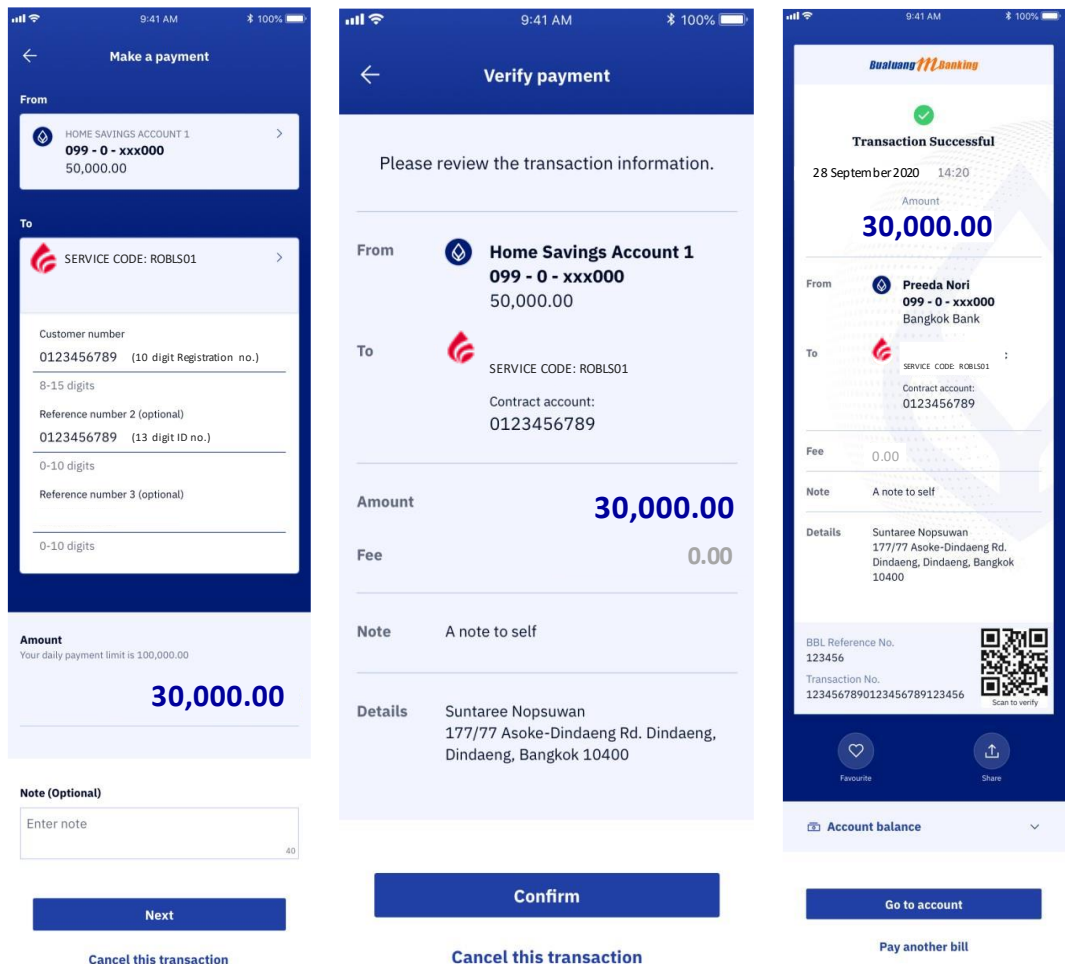 9:41 AM
100%
Make a payment
From
HOME SAVINGS ACCOUNT 1
099 - 0 - xxx000
50,000.00
To
SERVICE CODE: ROBLS01
Customer number
0123456789 (10 digit Registration no.)
8-15 digits
Reference number 2 (optional)
0123456789 (13 digit ID no.)
0-10 digits
Reference number 3 (optional)
0-10 digits
Amount
Your daily payment limit is 100,000.00
30,000.00
Note (Optional)
Enter note
40
Next
Cancel this transaction
9:41 AM
100%
Verify payment
Please review the transaction information.
From
Home Savings Account 1
099 - 0 - xxx000
50,000.00
To
SERVICE CODE: ROBLS01
Contract account:
0123456789
Amount 30,000.00
Fee 0.00
Note A note to self
Details Suntaree Nopsuwan
177/77 Asoke-Dindaeng Rd. Dindaeng,
Dindaeng, Bangkok 10400
Confirm
Cancel this transaction
9:41 AM
100%
Bualuang mBanking
Transaction Successful
28 September 2020 14:20
Amount
30,000.00
From Preeda Nori
099 - 0 - xxx000
Bangkok Bank
To :
SERVICE CODE: ROBLS01
Contract account:
0123456789
Fee 0.00
Note A note to self
Details Suntaree Nopsuwan
177/77 Asoke-Dindaeng Rd.
Dindaeng, Dindaeng, Bangkok
10400
BBL Reference No.
123456
Transaction No.
1234567890123456789123456
Scan to verify
Favourite
Share
Account balance
Go to account
Pay another bill